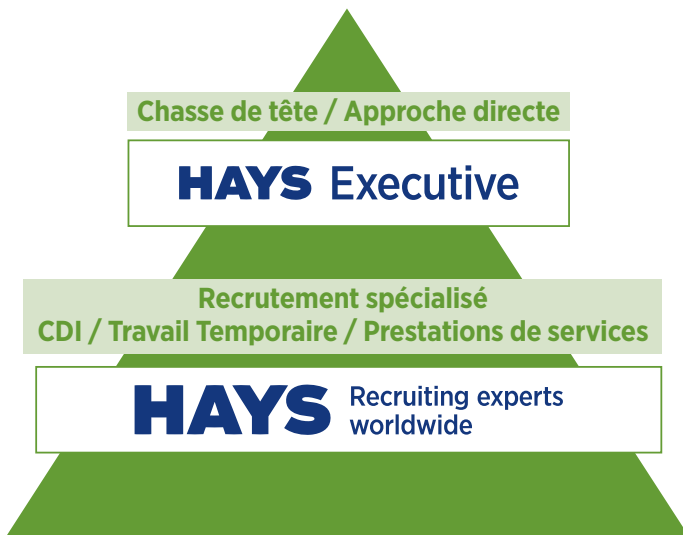 Chasse de tête / Approche directe
HAYS Executive
Recrutement spécialisé
CDI / Travail Temporaire / Prestations de services
HAYS Recruiting experts
worldwide